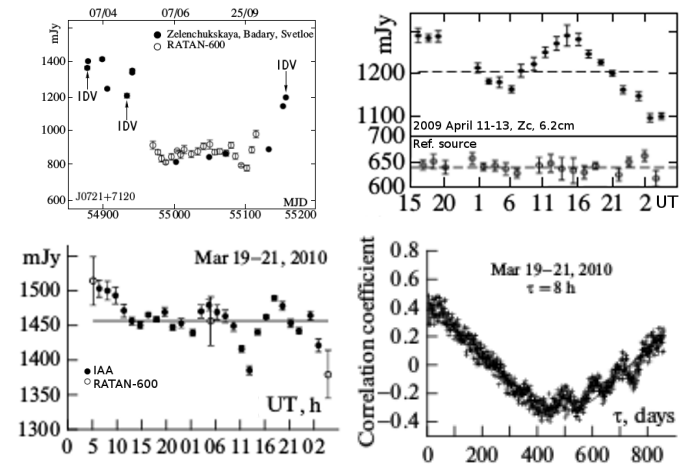 07/04 07/06 25/09
mJy
Zelenchukskaya, Badary, Svetloe
RATAN-600
1400
1200
1000
800
600
IDV
IDV
IDV
J0721+7120
MJD
54900 55000 55100 55200
mJy
1200
1100
700
650
600
2009 April 11-13, Zc, 6.2cm
Ref. source
15 20 1 6 11 16 21 2 UT
mJy
Mar 19–21, 2010
1500
1450
1400
1350
1300
IAA
RATAN-600
UT, h
0 5 10 15 20 01 06 11 16 21 02
Correlation coefficient
0.8
0.6
0.4
0.2
0
−0.2
−0.4
Mar 19–21, 2010
τ = 8 h
τ, days
0 200 400 600 800